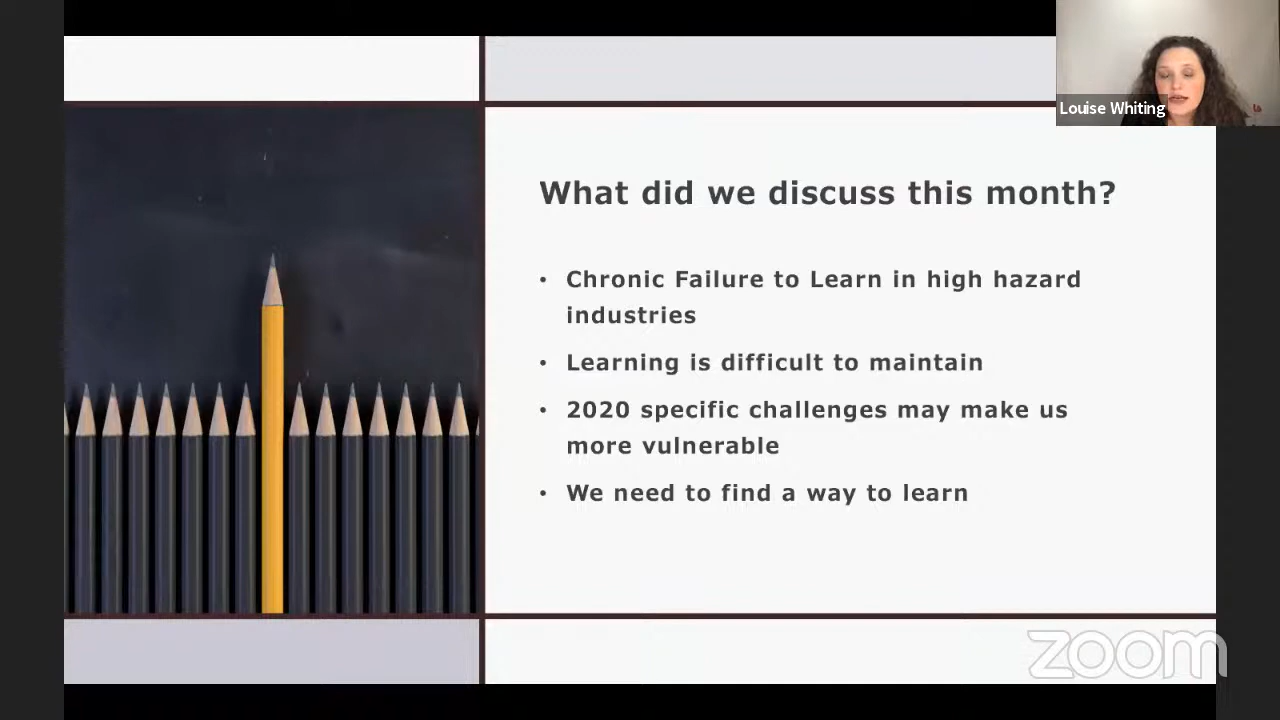 Louise Whiting
What did we discuss this month?
• Chronic Failure to Learn in high hazard
industries
• Learning is difficult to maintain
• 2020 specific challenges may make us
more vulnerable
• We need to find a way to learn
zoom